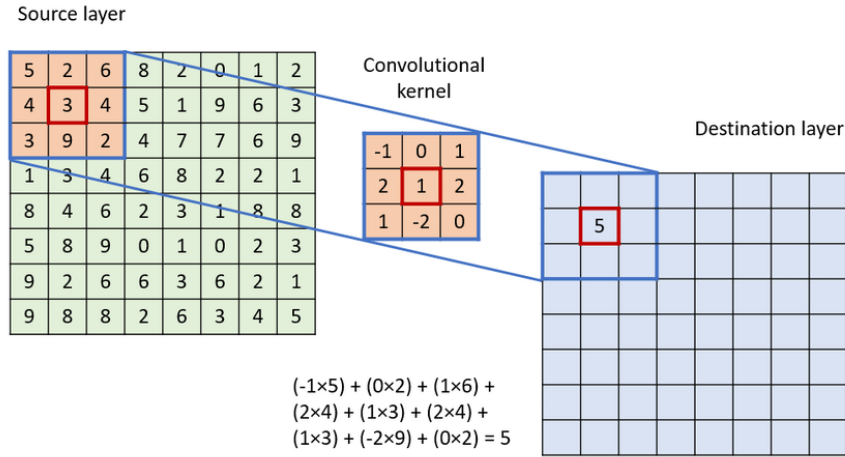 Source layer
5 2 6 8 2 0 1 2
4 3 4 5 1 9 6 3
3 9 2 4 7 7 6 9
1 3 4 6 8 2 2 1
8 4 6 2 3 1 8 8
5 8 9 0 1 0 2 3
9 2 6 6 3 6 2 1
9 8 8 2 6 3 4 5
Convolutional
kernel
-1 0 1
2 1 2
1 -2 0
Destination layer
5
(-1×5) + (0×2) + (1×6) +
(2×4) + (1×3) + (2×4) +
(1×3) + (-2×9) + (0×2) = 5